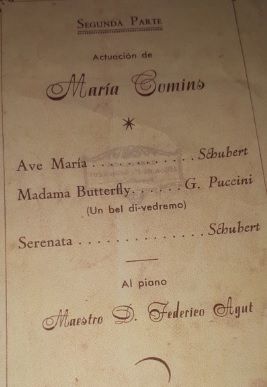 SEGUNDA PARTE
Actuación de
María Comins
Ave María . . . . . . . . . . . . . Schubert
Madama Butterfly . . . . . . G. Puccini
(Un bel di-vedremo)
Serenata . . . . . . . . . . . . . . . Schubert
Al piano
Maestro D. Federico Agut